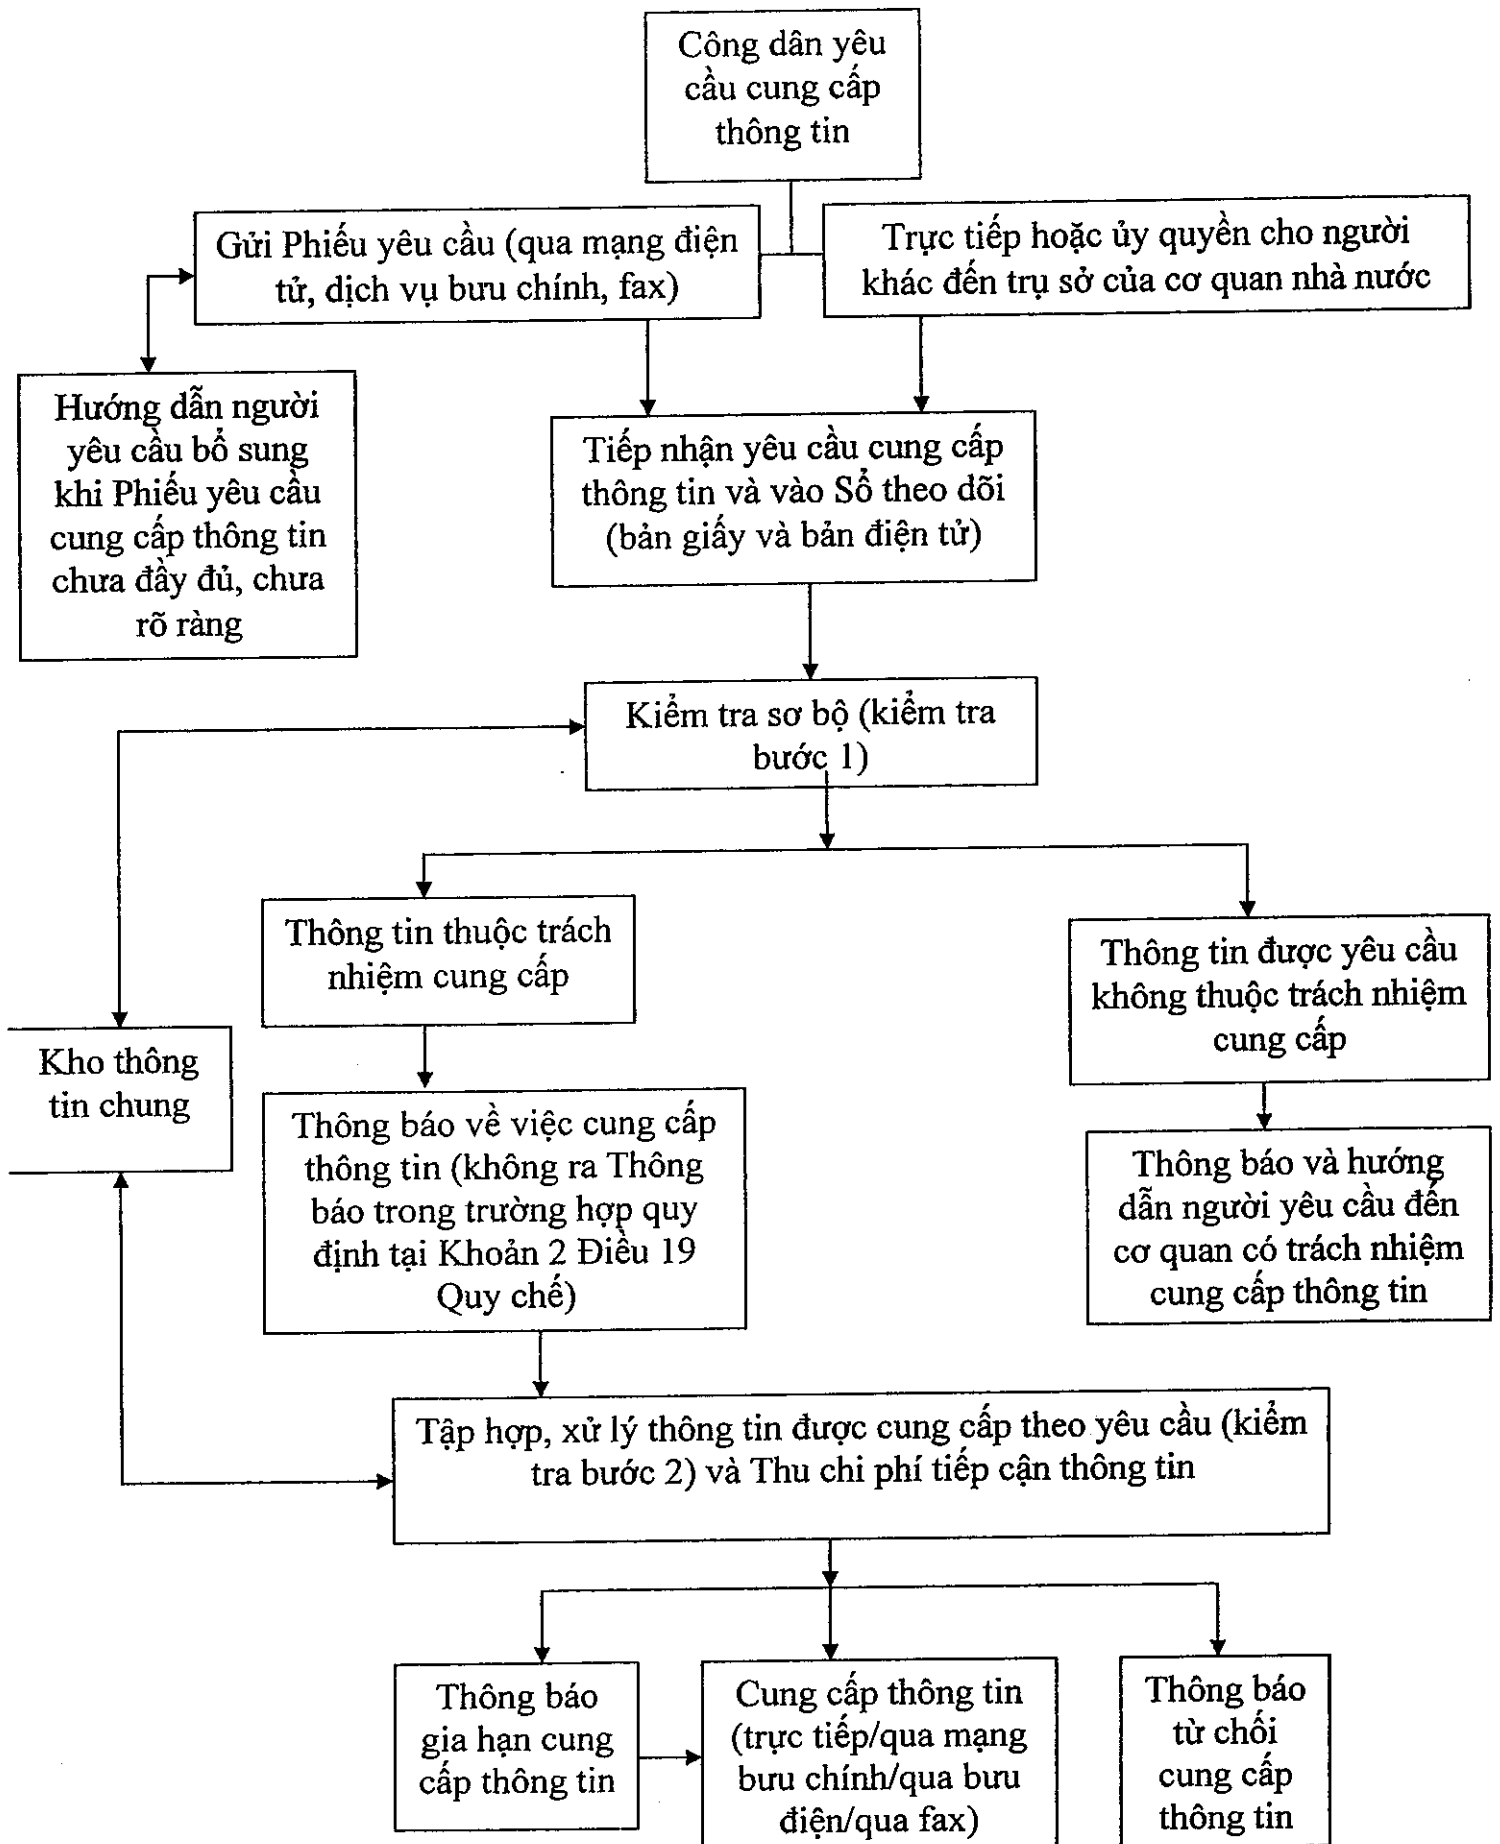 Công dân yêu
cầu cung cấp
thông tin
Gửi Phiếu yêu cầu (qua mạng điện
tử, dịch vụ bưu chính, fax)
Trực tiếp hoặc ủy quyền cho người
khác đến trụ sở của cơ quan nhà nước
Hướng dẫn người
yêu cầu bổ sung
khi Phiếu yêu cầu
cung cấp thông tin
chưa đầy đủ, chưa
rõ ràng
Tiếp nhận yêu cầu cung cấp
thông tin và vào Sổ theo dõi
(bản giấy và bản điện tử)
Kiểm tra sơ bộ (kiểm tra
bước 1)
Thông tin thuộc trách
nhiệm cung cấp
Thông tin được yêu cầu
không thuộc trách nhiệm
cung cấp
Kho thông
tin chung
Thông báo về việc cung cấp
thông tin (không ra Thông
báo trong trường hợp quy
định tại Khoản 2 Điều 19
Quy chế)
Thông báo và hướng
dẫn người yêu cầu đến
cơ quan có trách nhiệm
cung cấp thông tin
Tập hợp, xử lý thông tin được cung cấp theo yêu cầu (kiểm
tra bước 2) và Thu chi phí tiếp cận thông tin
Thông báo
gia hạn cung
cấp thông tin
Cung cấp thông tin
(trực tiếp/qua mạng
bưu chính/qua bưu
điện/qua fax)
Thông báo
từ chối
cung cấp
thông tin